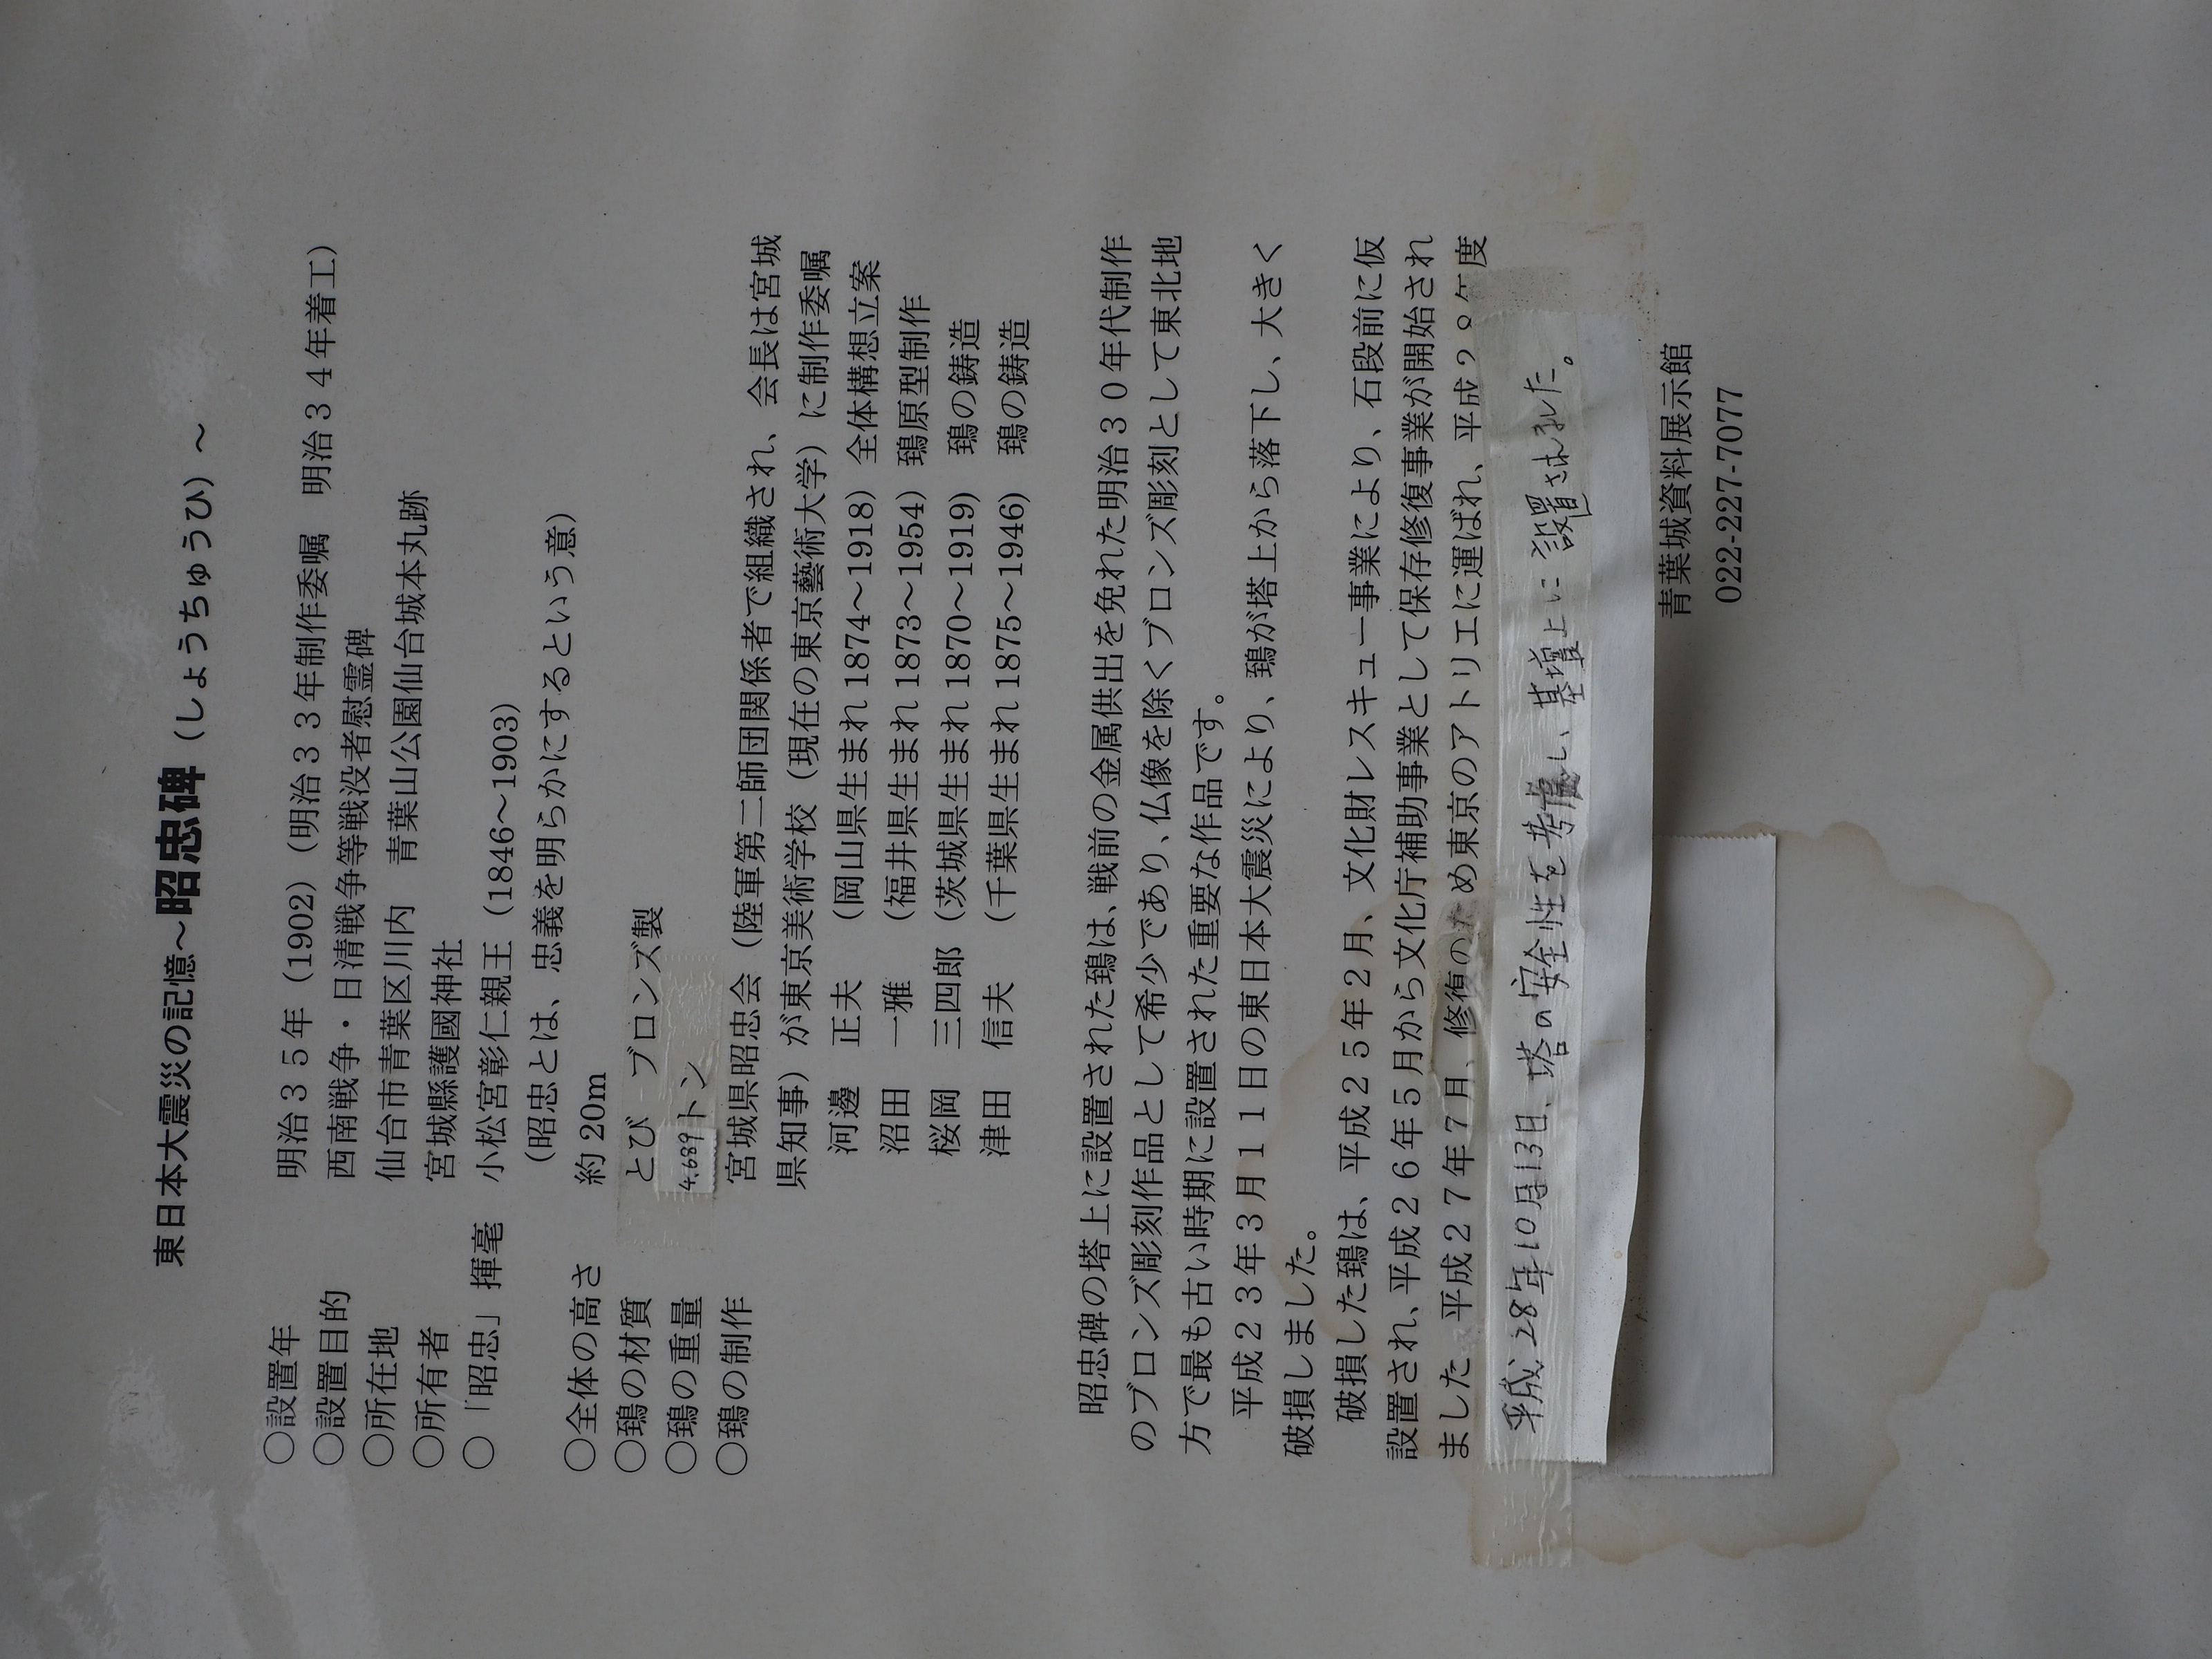 東日本大震災の記憶～昭忠碑（しょうちゅうひ）～
○設置年　明治３５年（1902）（明治３３年制作委嘱　明治３４年着工）
○設置目的　西南戦争・日清戦争等戦没者慰霊碑
○所在地　仙台市青葉区川内　青葉山公園仙台城本丸跡
○所有者　宮城縣護國神社
○「昭忠」揮毫　小松宮彰仁親王（1846～1903）
（昭忠とは、忠義を明らかにするという意）
○全体の高さ　約20m
○鵄の材質　とび　ブロンズ製
○鵄の重量　4.689トン
○鵄の制作　宮城県昭忠会（陸軍第二師団関係者で組織され、会長は宮城
県知事）が東京美術学校（現在の東京藝術大学）に制作委嘱
河邊　正夫　（岡山県生まれ1874～1918）全体構想立案
沼田　一雅　（福井県生まれ1873～1954）鵄原型制作
桜岡　三四郎（茨城県生まれ1870～1919）　鵄の鋳造
津田　信夫　（千葉県生まれ1875～1946）　鵄の鋳造
昭忠碑の塔上に設置された鵄は、戦前の金属供出を免れた明治３０年代制作
のブロンズ彫刻作品として希少であり、仏像を除くブロンズ彫刻として東北地
方で最も古い時期に設置された重要な作品です。
平成２３年３月１１日の東日本大震災により、鵄が塔上から落下し、大きく
破損しました。
破損した鵄は、平成２５年２月、文化財レスキュー事業により、石段前に仮
設置され、平成２６年５月から文化庁補助事業として保存修復事業が開始され
ました　平成２７年７月、修復のため東京のアトリエに運ばれ、平成２８年度
平成28年10月13日、塔の安全性を考慮し、基壇上に設置されました。
青葉城資料展示館
022-227-7077